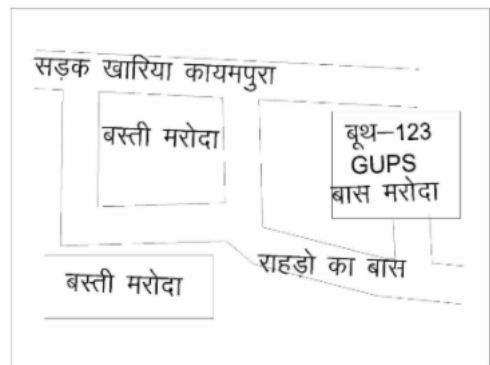 सड़क खारिया कायमपुरा
बस्ती मरोदा
बूथ–123
GUPS
बास मरोदा
राहड़ो का बास
बस्ती मरोदा